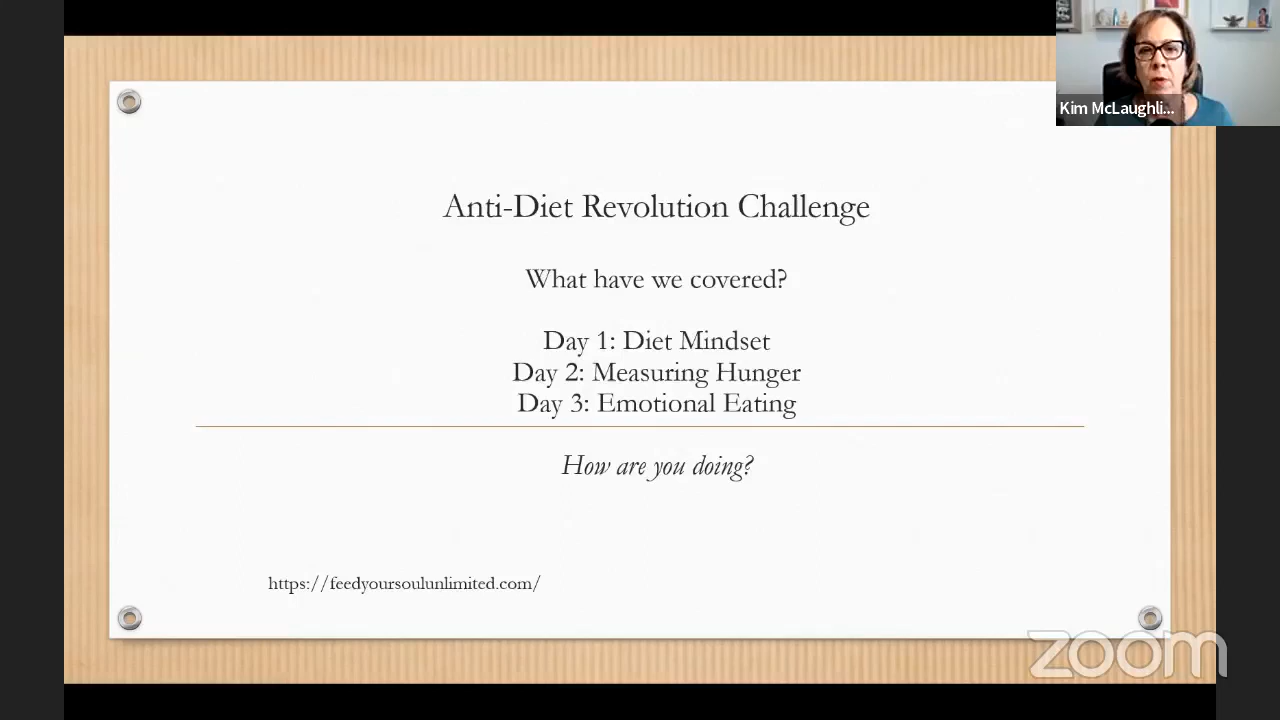 Kim McLaughli...
Anti-Diet Revolution Challenge
What have we covered?
Day 1: Diet Mindset
Day 2: Measuring Hunger
Day 3: Emotional Eating
How are you doing?
https://feedyoursoulunlimited.com/
zoom